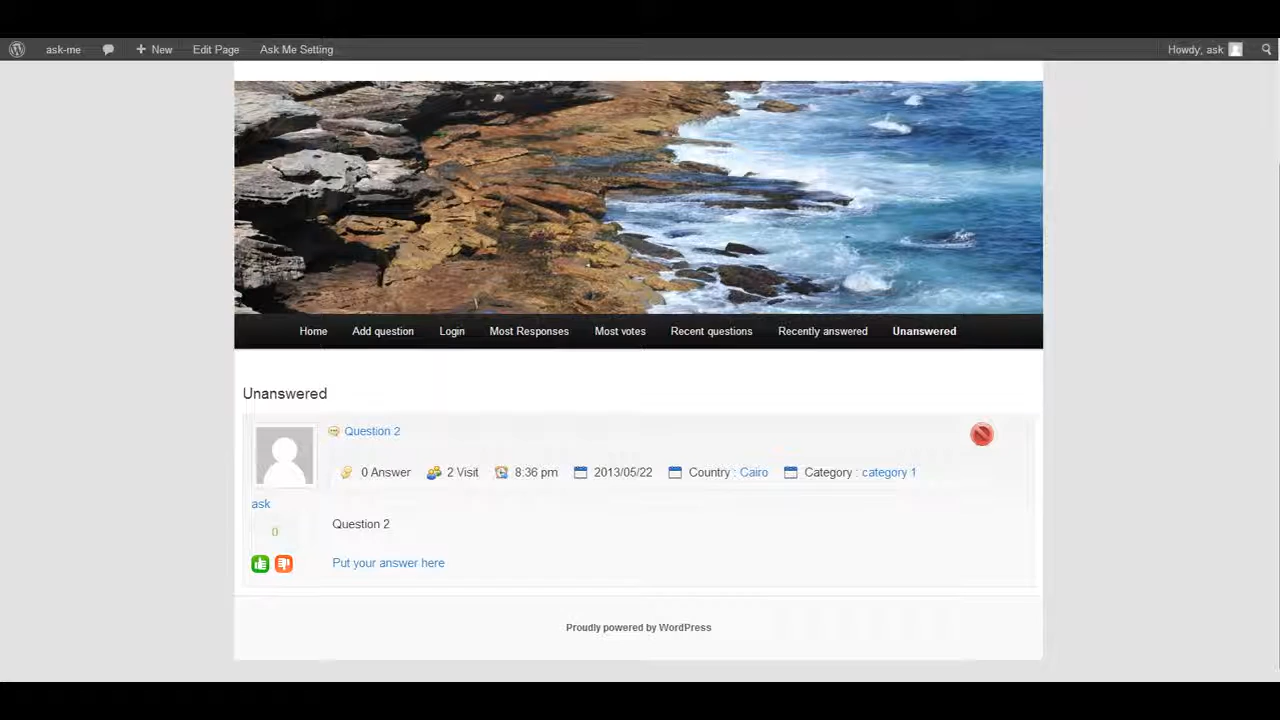 ask-me New Edit Page Ask Me Setting Howdy, ask
Home Add question Login Most Responses Most votes Recent questions Recently answered Unanswered
Unanswered
Question 2
0 Answer 2 Visit 8:36 pm 2013/05/22 Country : Cairo Category : category 1
ask
Question 2
0
Put your answer here
Proudly powered by WordPress